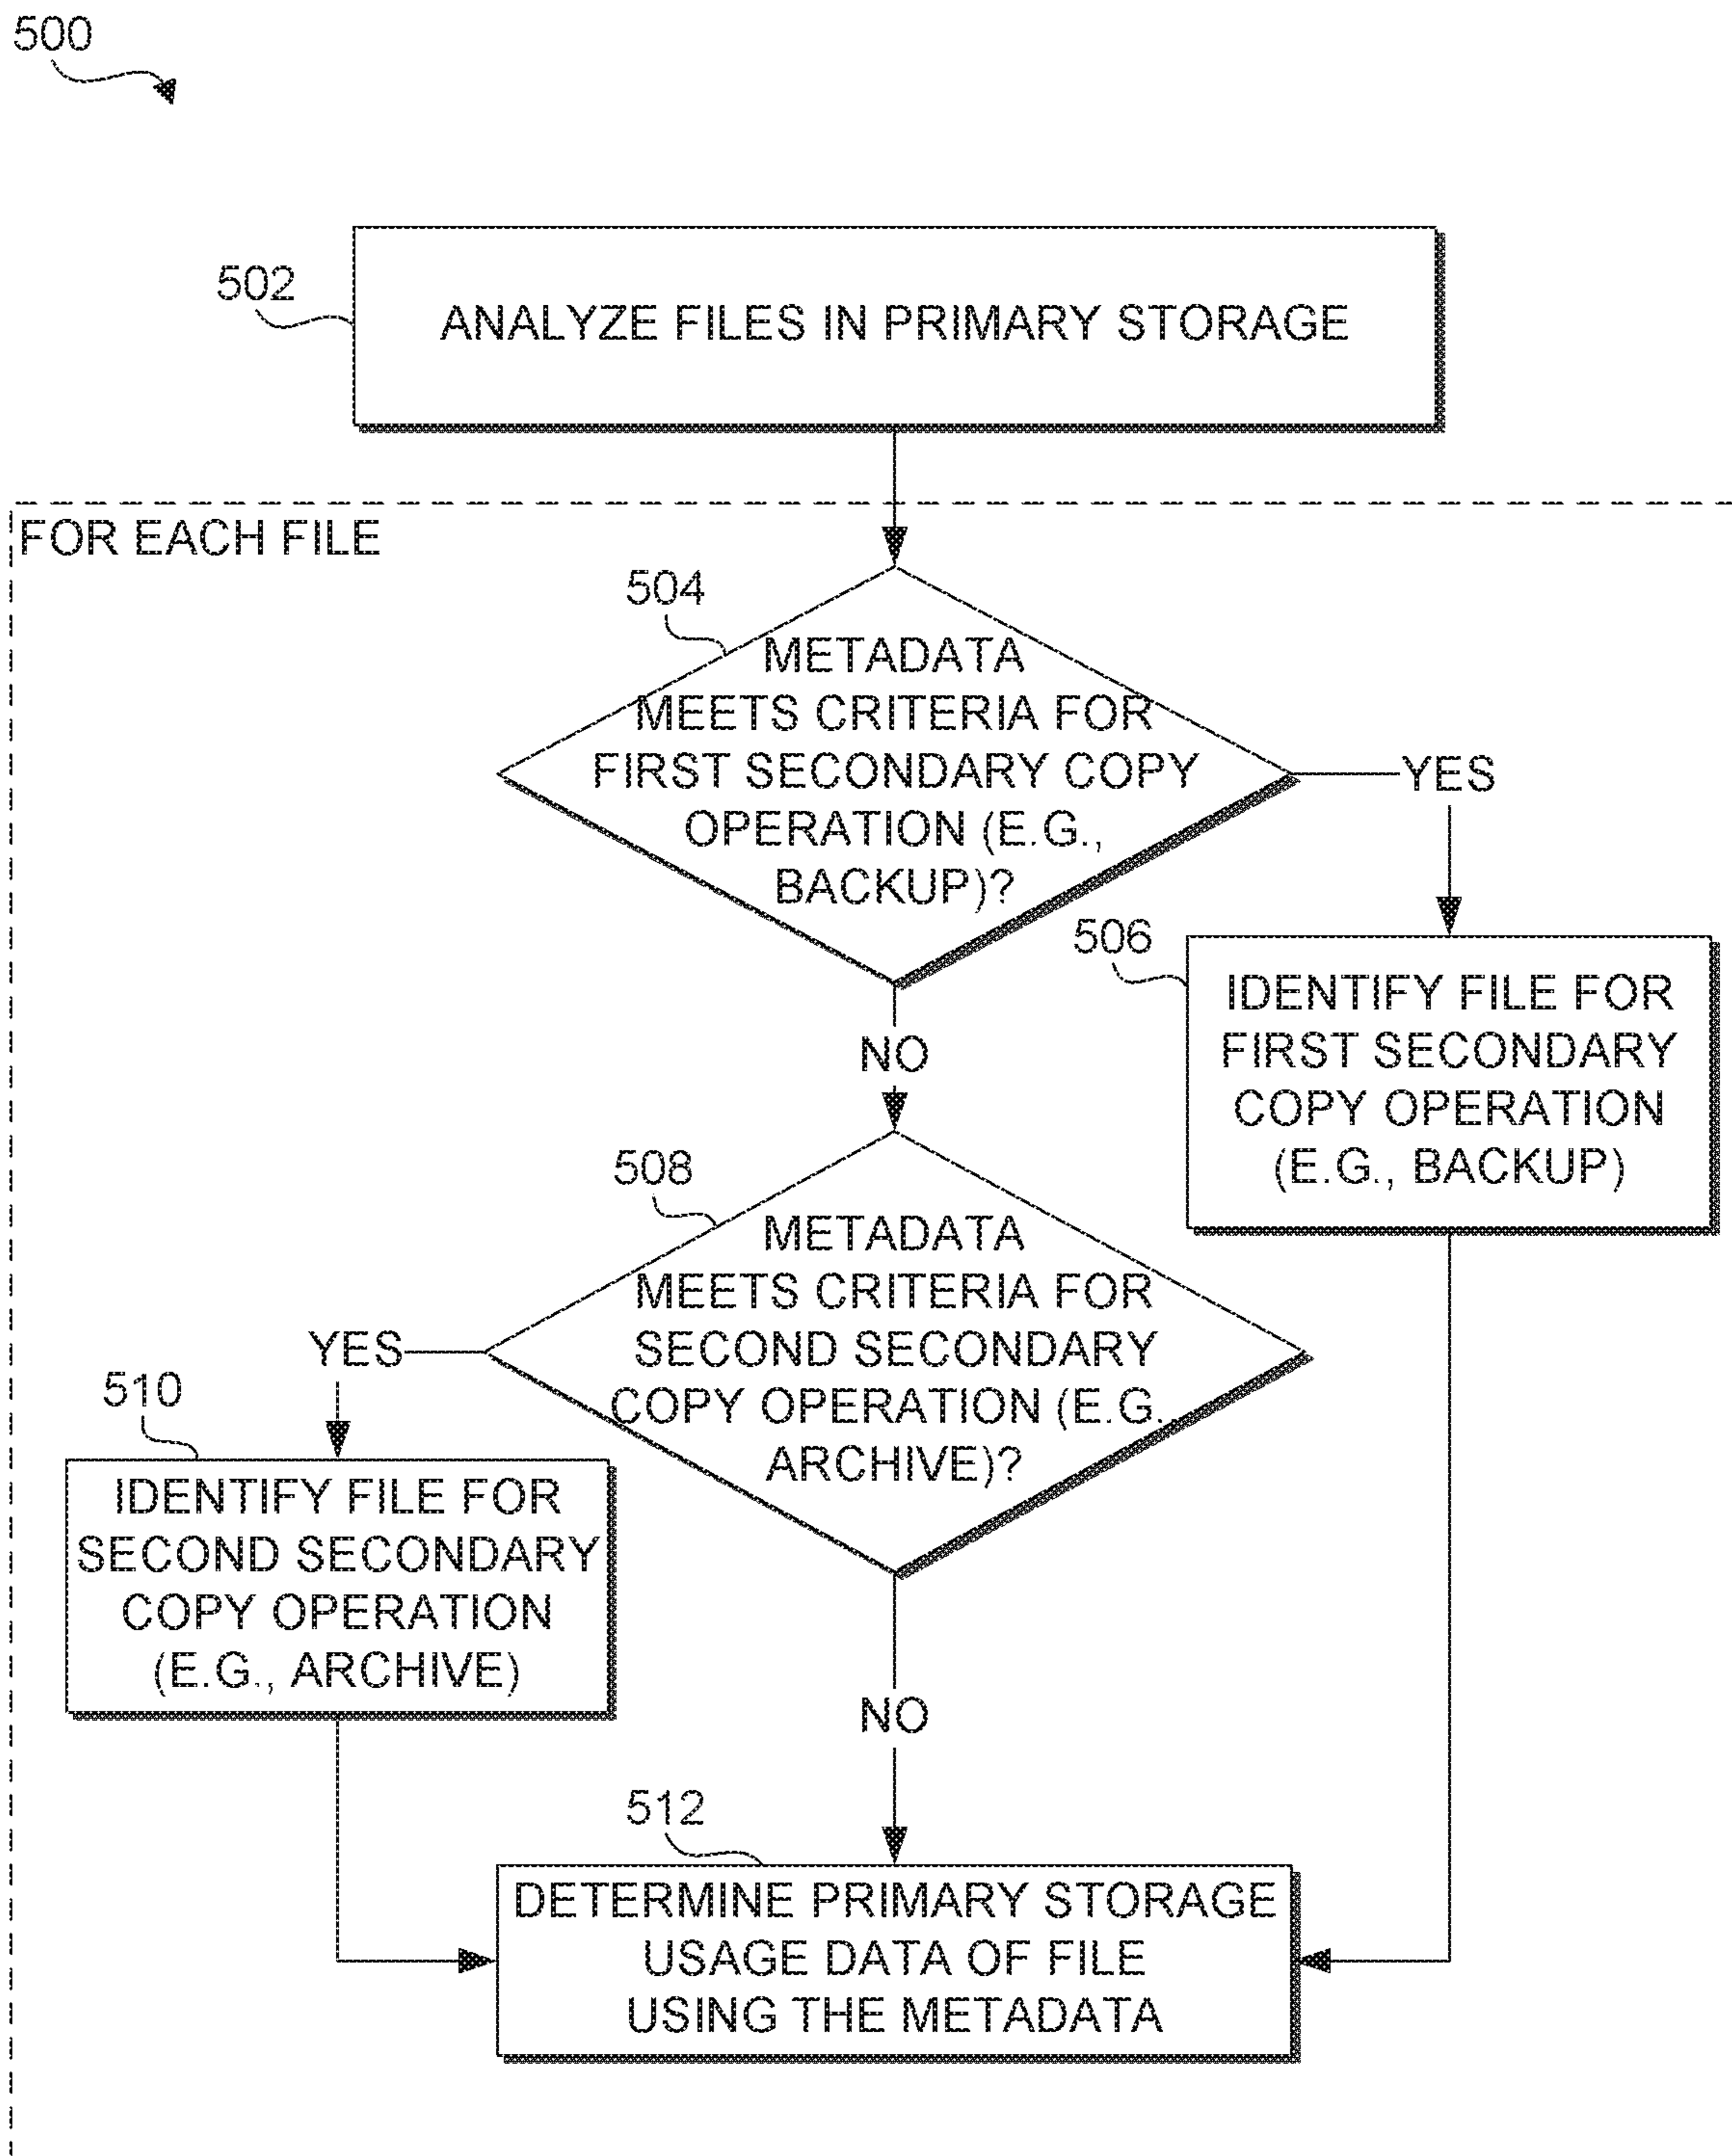 500
502
ANALYZE FILES IN PRIMARY STORAGE
FOR EACH FILE
504
METADATA
MEETS CRITERIA FOR
FIRST SECONDARY COPY
OPERATION (E.G.,
BACKUP)?
YES
506
IDENTIFY FILE FOR
FIRST SECONDARY
COPY OPERATION
(E.G., BACKUP)
NO
508
METADATA
MEETS CRITERIA FOR
SECOND SECONDARY
COPY OPERATION (E.G.,
ARCHIVE)?
YES
510
IDENTIFY FILE FOR
SECOND SECONDARY
COPY OPERATION
(E.G., ARCHIVE)
NO
512
DETERMINE PRIMARY STORAGE
USAGE DATA OF FILE
USING THE METADATA